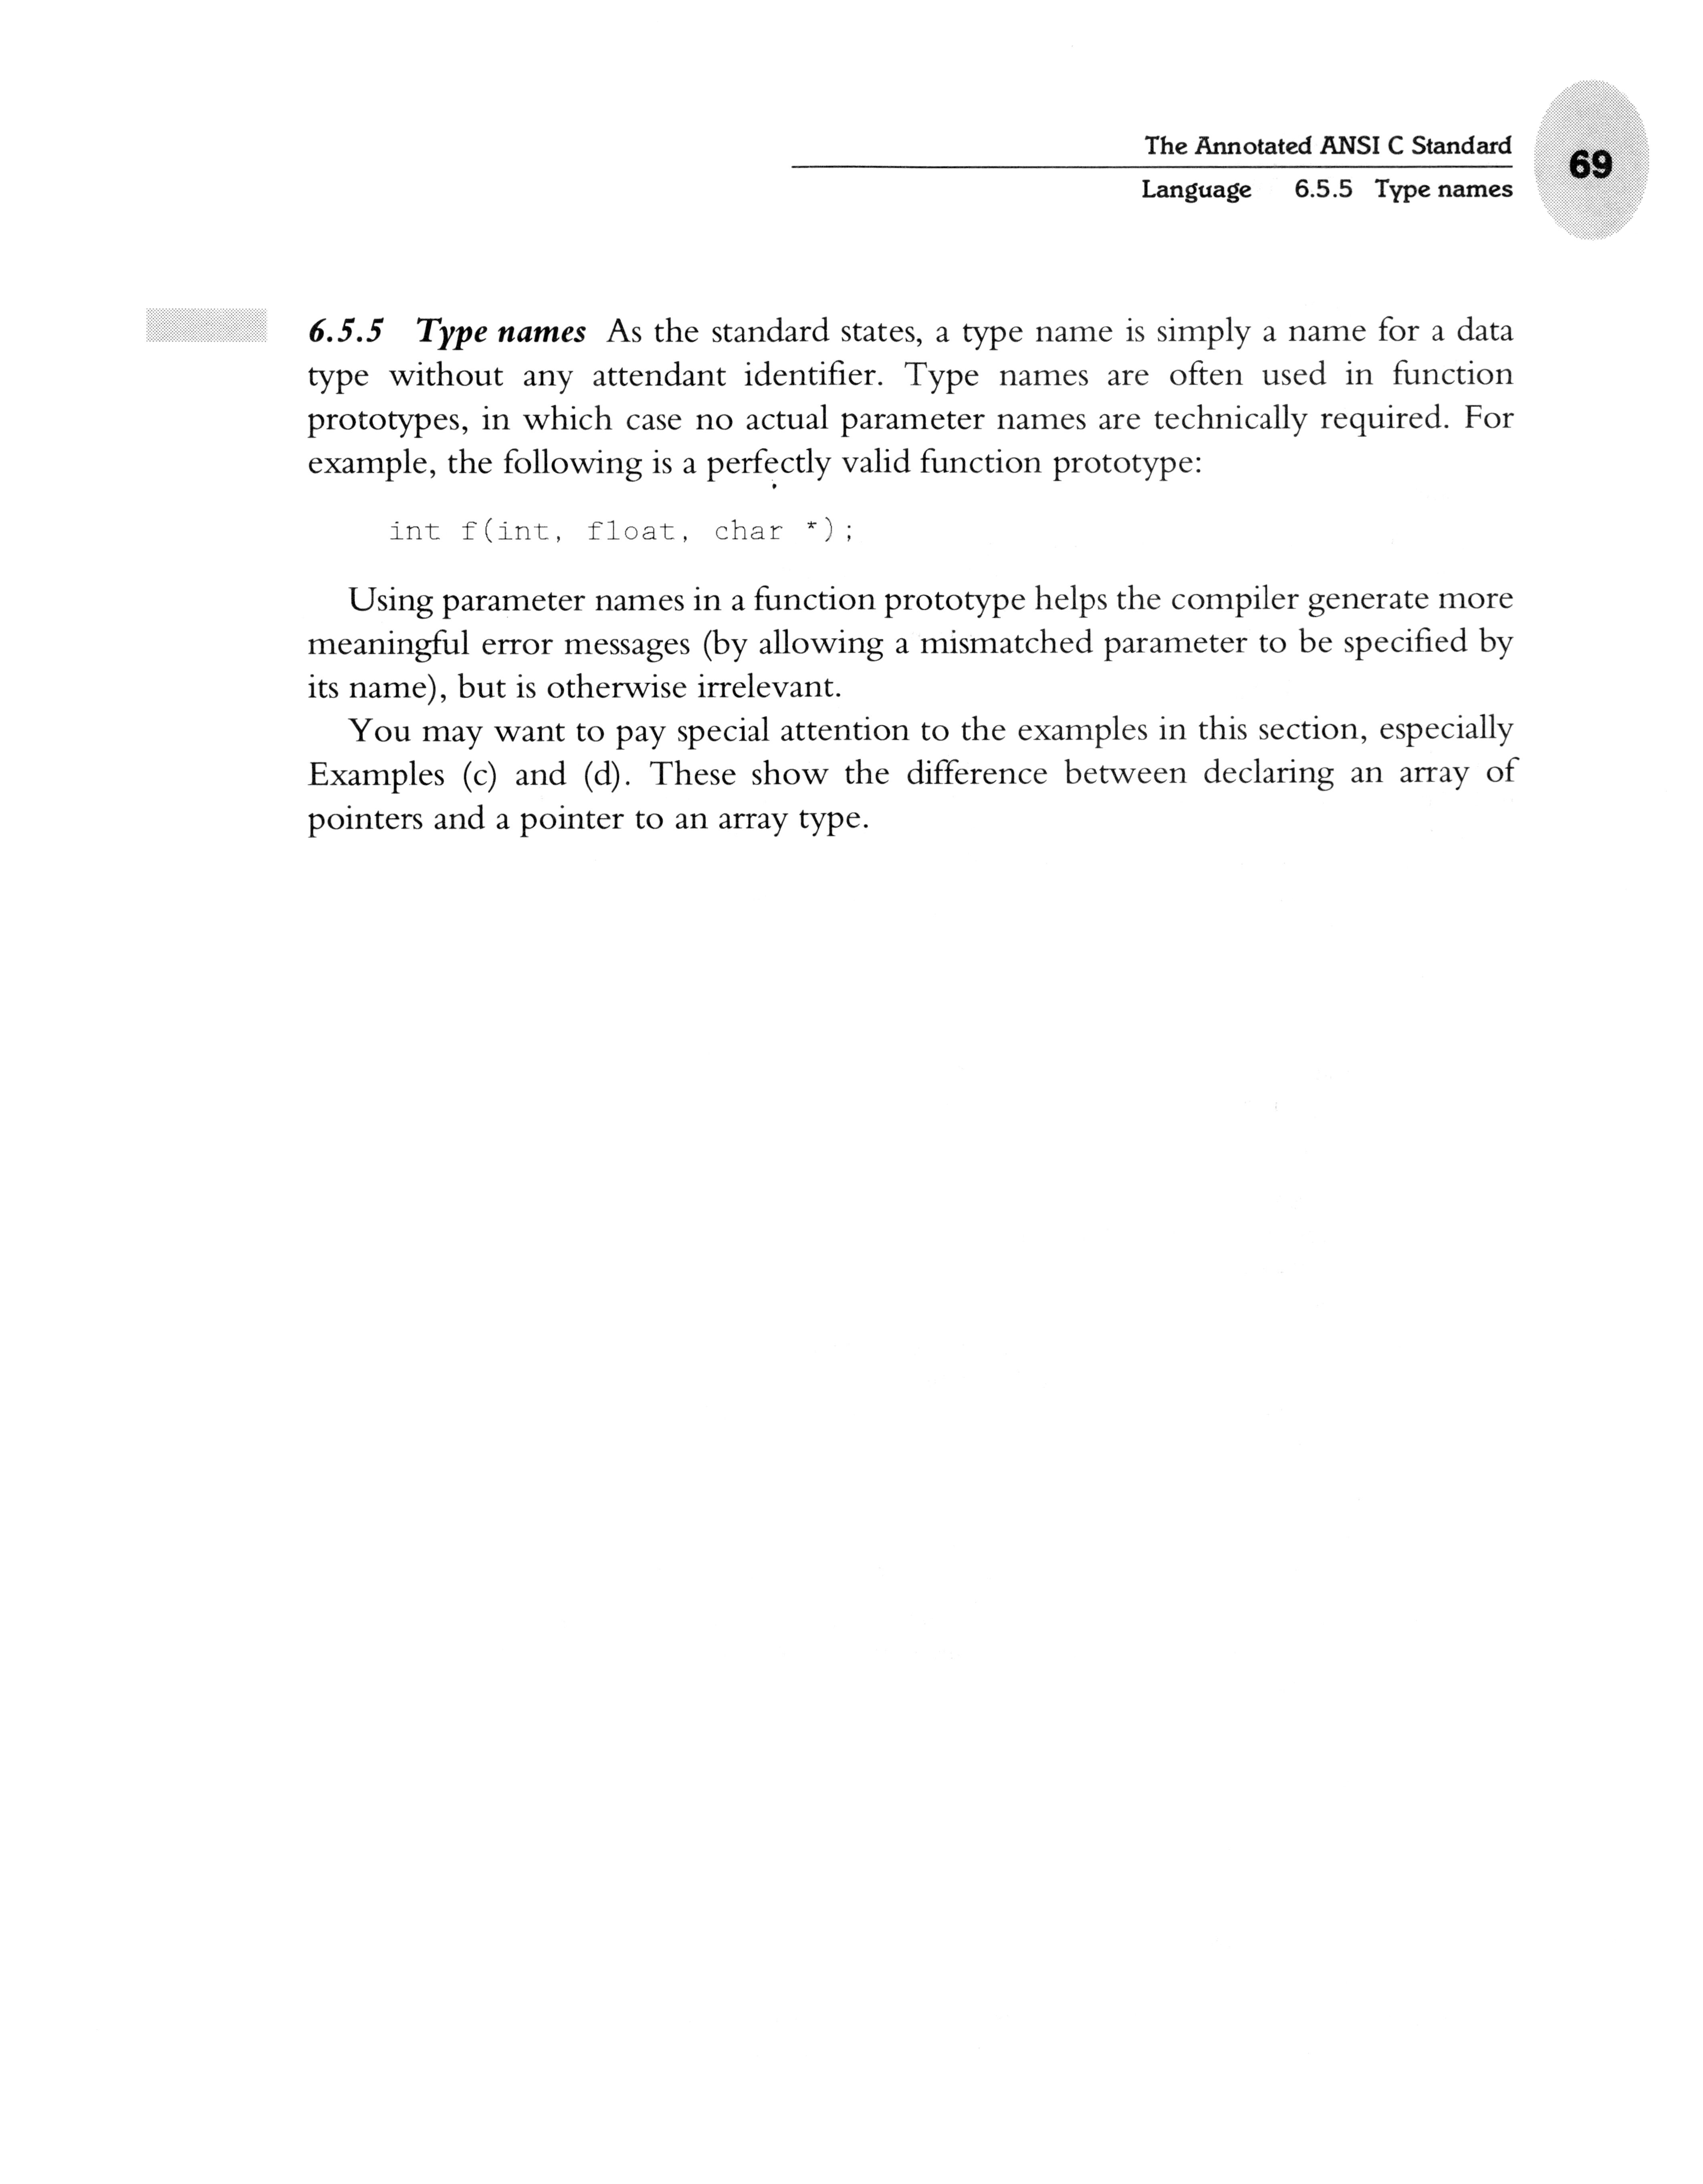 The Annotated ANSI C Standard
69
Language 6.5.5 Type names
6.5.5 Type names As the standard states, a type name is simply a name for a data
type without any attendant identifier. Type names are often used in function
prototypes, in which case no actual parameter names are technically required. For
example, the following is a perfectly valid function prototype:
int f(int, float, char *);
Using parameter names in a function prototype helps the compiler generate more
meaningful error messages (by allowing a mismatched parameter to be specified by
its name), but is otherwise irrelevant.
You may want to pay special attention to the examples in this section, especially
Examples (c) and (d). These show the difference between declaring an array of
pointers and a pointer to an array type.